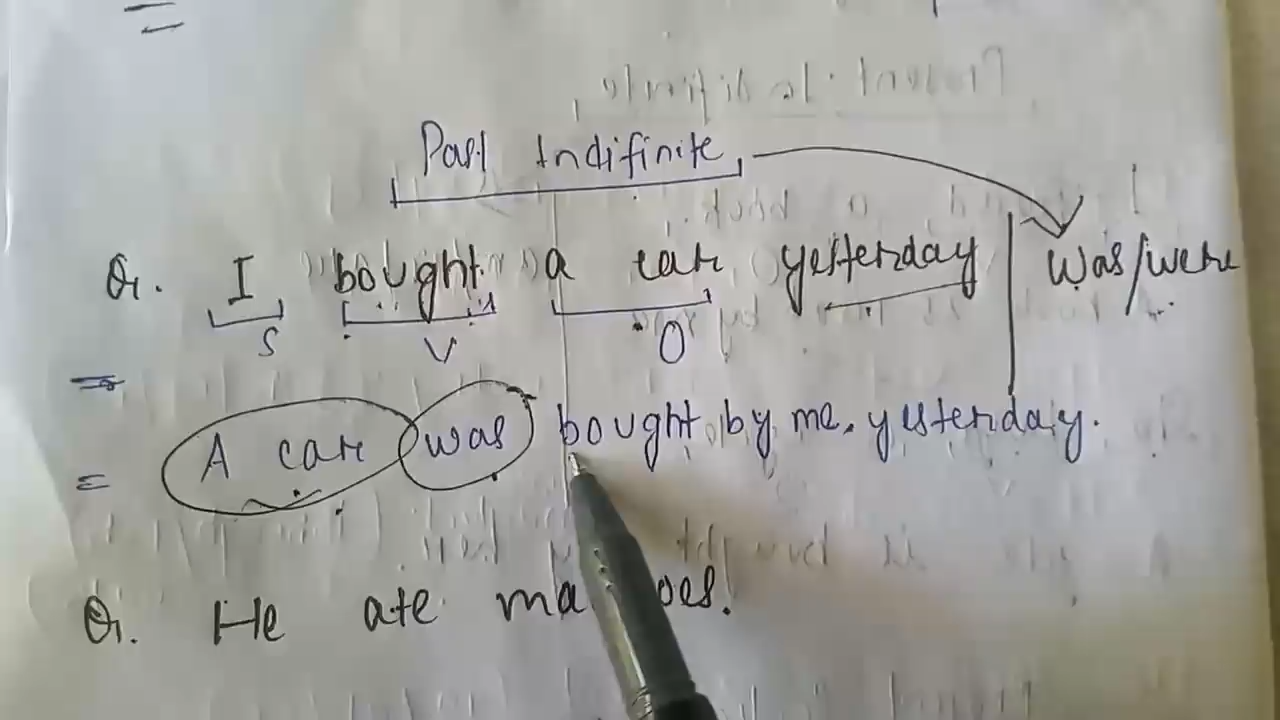 Past Indifinite
Q. I bought a car yesterday Was/were
S V O
=
= A car was bought by me. yesterday.
Q. He ate